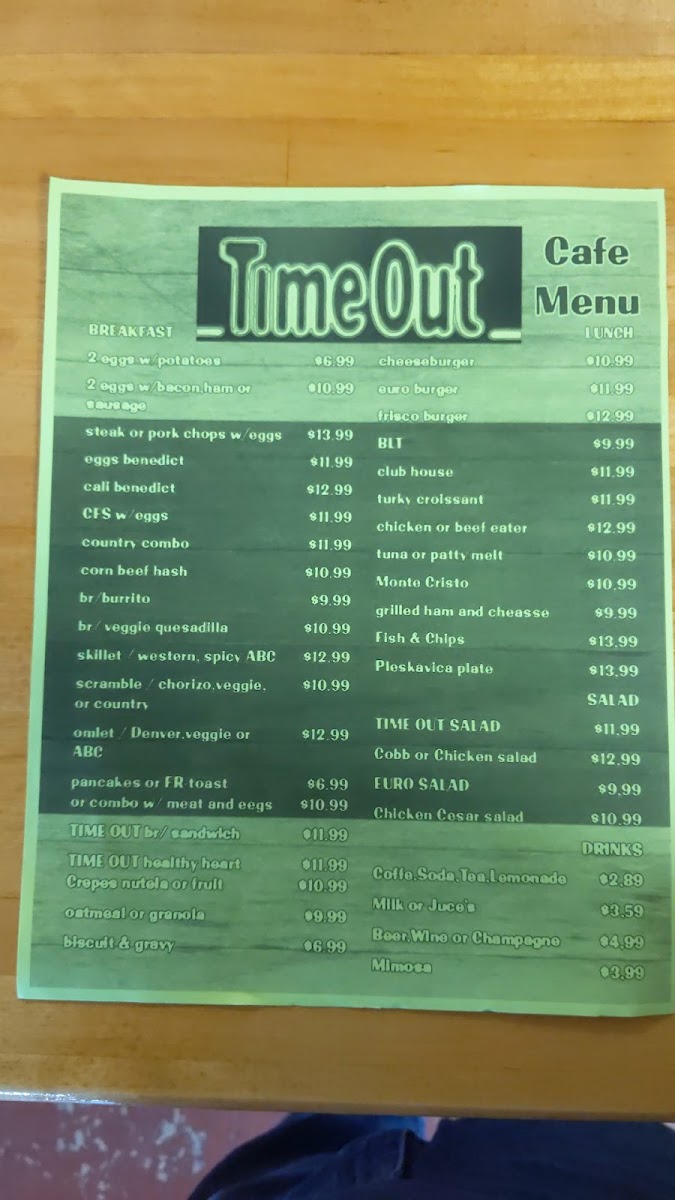 Time Out
Cafe
Menu
BREAKFAST
2 eggs w/potatoes $6.99
2 eggs w/bacon,ham or $10.99
sausage
steak or pork chops w/eggs $13.99
eggs benedict $11.99
cali benedict $12.99
CFS w/eggs $11.99
country combo $11.99
corn beef hash $10.99
br/burrito $9.99
br/ veggie quesadilla $10.99
skillet / western, spicy ABC $12.99
scramble / chorizo,veggie, $10.99
or country
omlet / Denver,veggie or $12.99
ABC
pancakes or FR toast $6.99
or combo w/ meat and eegs $10.99
TIME OUT br/ sandwich $11.99
TIME OUT healthy heart $11.99
Crepes nutela or fruit $10.99
oatmeal or granola $9.99
biscuit & gravy $6.99
LUNCH
cheeseburger $10.99
euro burger $11.99
frisco burger $12.99
BLT $9.99
club house $11.99
turky croissant $11.99
chicken or beef eater $12.99
tuna or patty melt $10.99
Monte Cristo $10,99
grilled ham and cheasse $9.99
Fish & Chips $13,99
Pleskavica plate $13,99
SALAD
TIME OUT SALAD $11,99
Cobb or Chicken salad $12,99
EURO SALAD $9,99
Chicken Cesar salad $10.99
DRINKS
Coffe,Soda,Tea,Lemonade $2,89
Milk or Juce's $3,59
Beer,Wine or Champagne $4,99
Mimosa $3,99